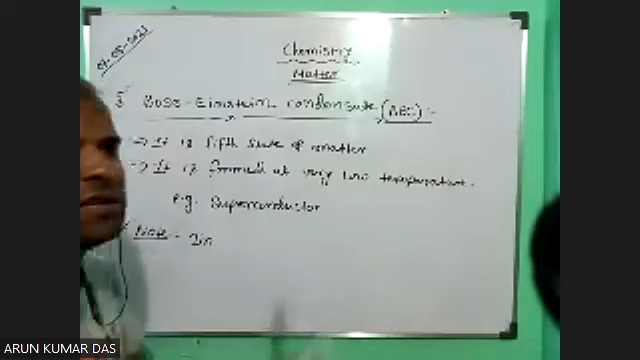 Chemistry
Matter
5 Bose-Einstein condensate (BEC) :-
→ It is fifth state of matter
→ It is formed at very low temperature.
e.g. Superconductor
Note - In
ARUN KUMAR DAS